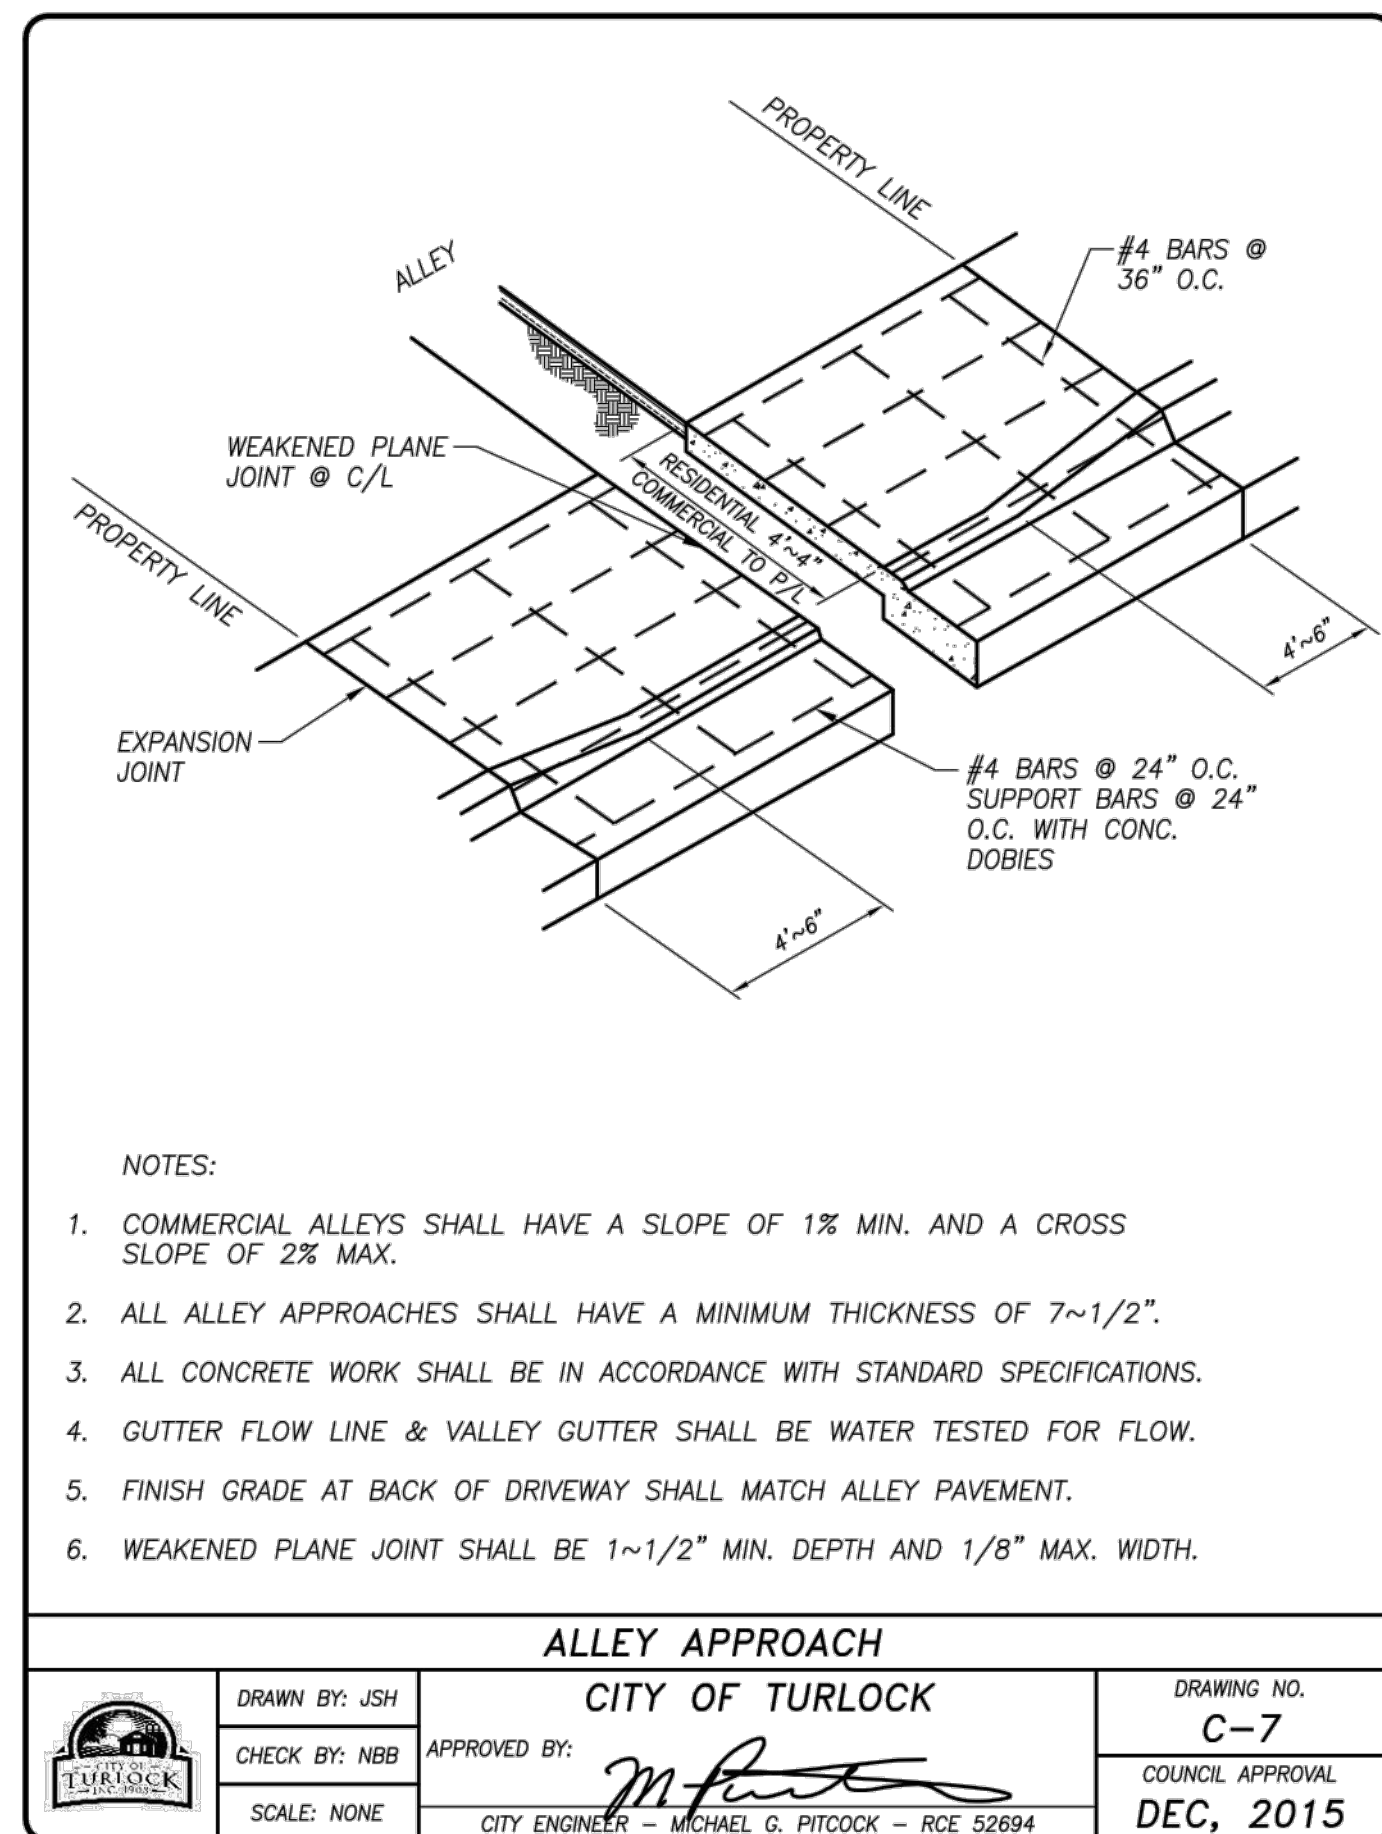 PROPERTY LINE
ALLEY
#4 BARS @
36" O.C.
WEAKENED PLANE
JOINT @ C/L
RESIDENTIAL 4'~4"
COMMERCIAL TO P/L
PROPERTY LINE
4'~6"
EXPANSION
JOINT
#4 BARS @ 24" O.C.
SUPPORT BARS @ 24"
O.C. WITH CONC.
DOBIES
4'~6"
NOTES:
1. COMMERCIAL ALLEYS SHALL HAVE A SLOPE OF 1% MIN. AND A CROSS
SLOPE OF 2% MAX.
2. ALL ALLEY APPROACHES SHALL HAVE A MINIMUM THICKNESS OF 7~1/2".
3. ALL CONCRETE WORK SHALL BE IN ACCORDANCE WITH STANDARD SPECIFICATIONS.
4. GUTTER FLOW LINE & VALLEY GUTTER SHALL BE WATER TESTED FOR FLOW.
5. FINISH GRADE AT BACK OF DRIVEWAY SHALL MATCH ALLEY PAVEMENT.
6. WEAKENED PLANE JOINT SHALL BE 1~1/2" MIN. DEPTH AND 1/8" MAX. WIDTH.
ALLEY APPROACH
CITY OF
TURLOCK
INC. 1908
DRAWN BY: JSH
CHECK BY: NBB
SCALE: NONE
CITY OF TURLOCK
APPROVED BY:
CITY ENGINEER – MICHAEL G. PITCOCK – RCE 52694
DRAWING NO.
C-7
COUNCIL APPROVAL
DEC, 2015